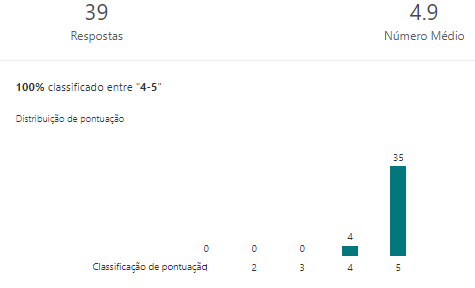 39
4.9
Respostas
Número Médio
100% classificado entre "4-5"
Distribuição de pontuação
35
4
0 0 0
Classificação de pontuação 1 2 3 4 5